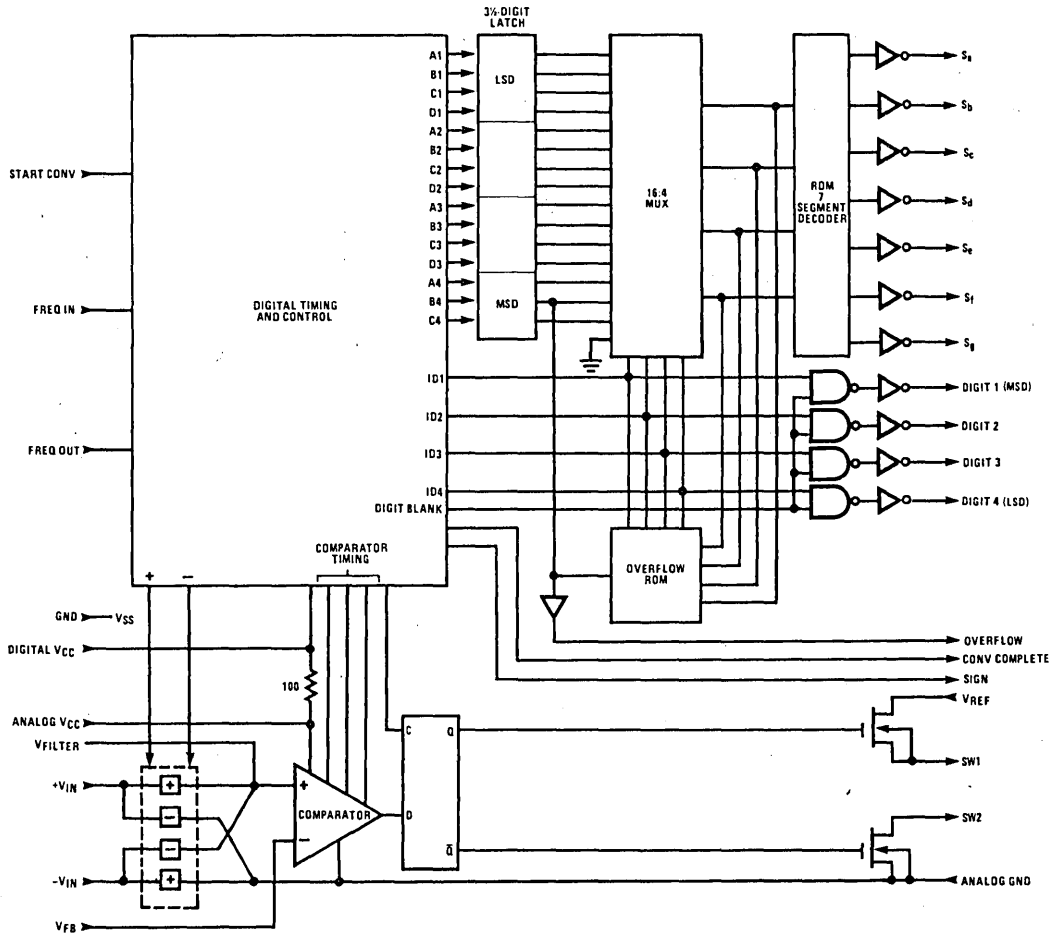 3½-DIGIT
LATCH
A1
B1
C1
D1
A2
B2
C2
D2
A3
B3
C3
D3
A4
B4
C4
LSD
MSD
16:4
MUX
ROM
7
SEGMENT
DECODER
Sa
Sb
Sc
Sd
Se
Sf
Sg
START CONV
FREQ IN
FREQ OUT
DIGITAL TIMING
AND CONTROL
ID1
ID2
ID3
ID4
DIGIT BLANK
DIGIT 1 (MSD)
DIGIT 2
DIGIT 3
DIGIT 4 (LSD)
COMPARATOR
TIMING
OVERFLOW
ROM
+
−
GND
VSS
DIGITAL VCC
100
ANALOG VCC
VFILTER
+VIN
−VIN
VFB
+
−
−
+
+
−
COMPARATOR
C
D
Q
Q̅
OVERFLOW
CONV COMPLETE
SIGN
VREF
SW1
SW2
ANALOG GND